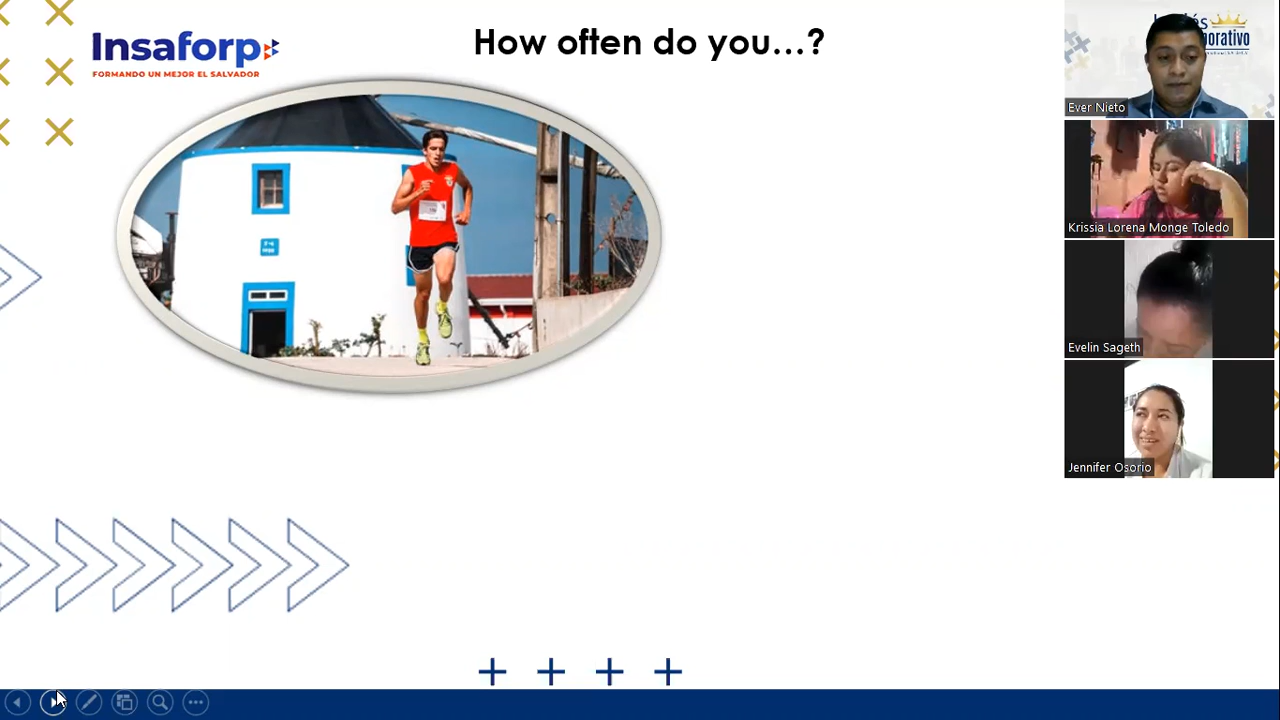 Insaforp
FORMANDO UN MEJOR EL SALVADOR
How often do you...?
Ever Nieto
Krissia Lorena Monge Toledo
Evelin Sageth
Jennifer Osorio